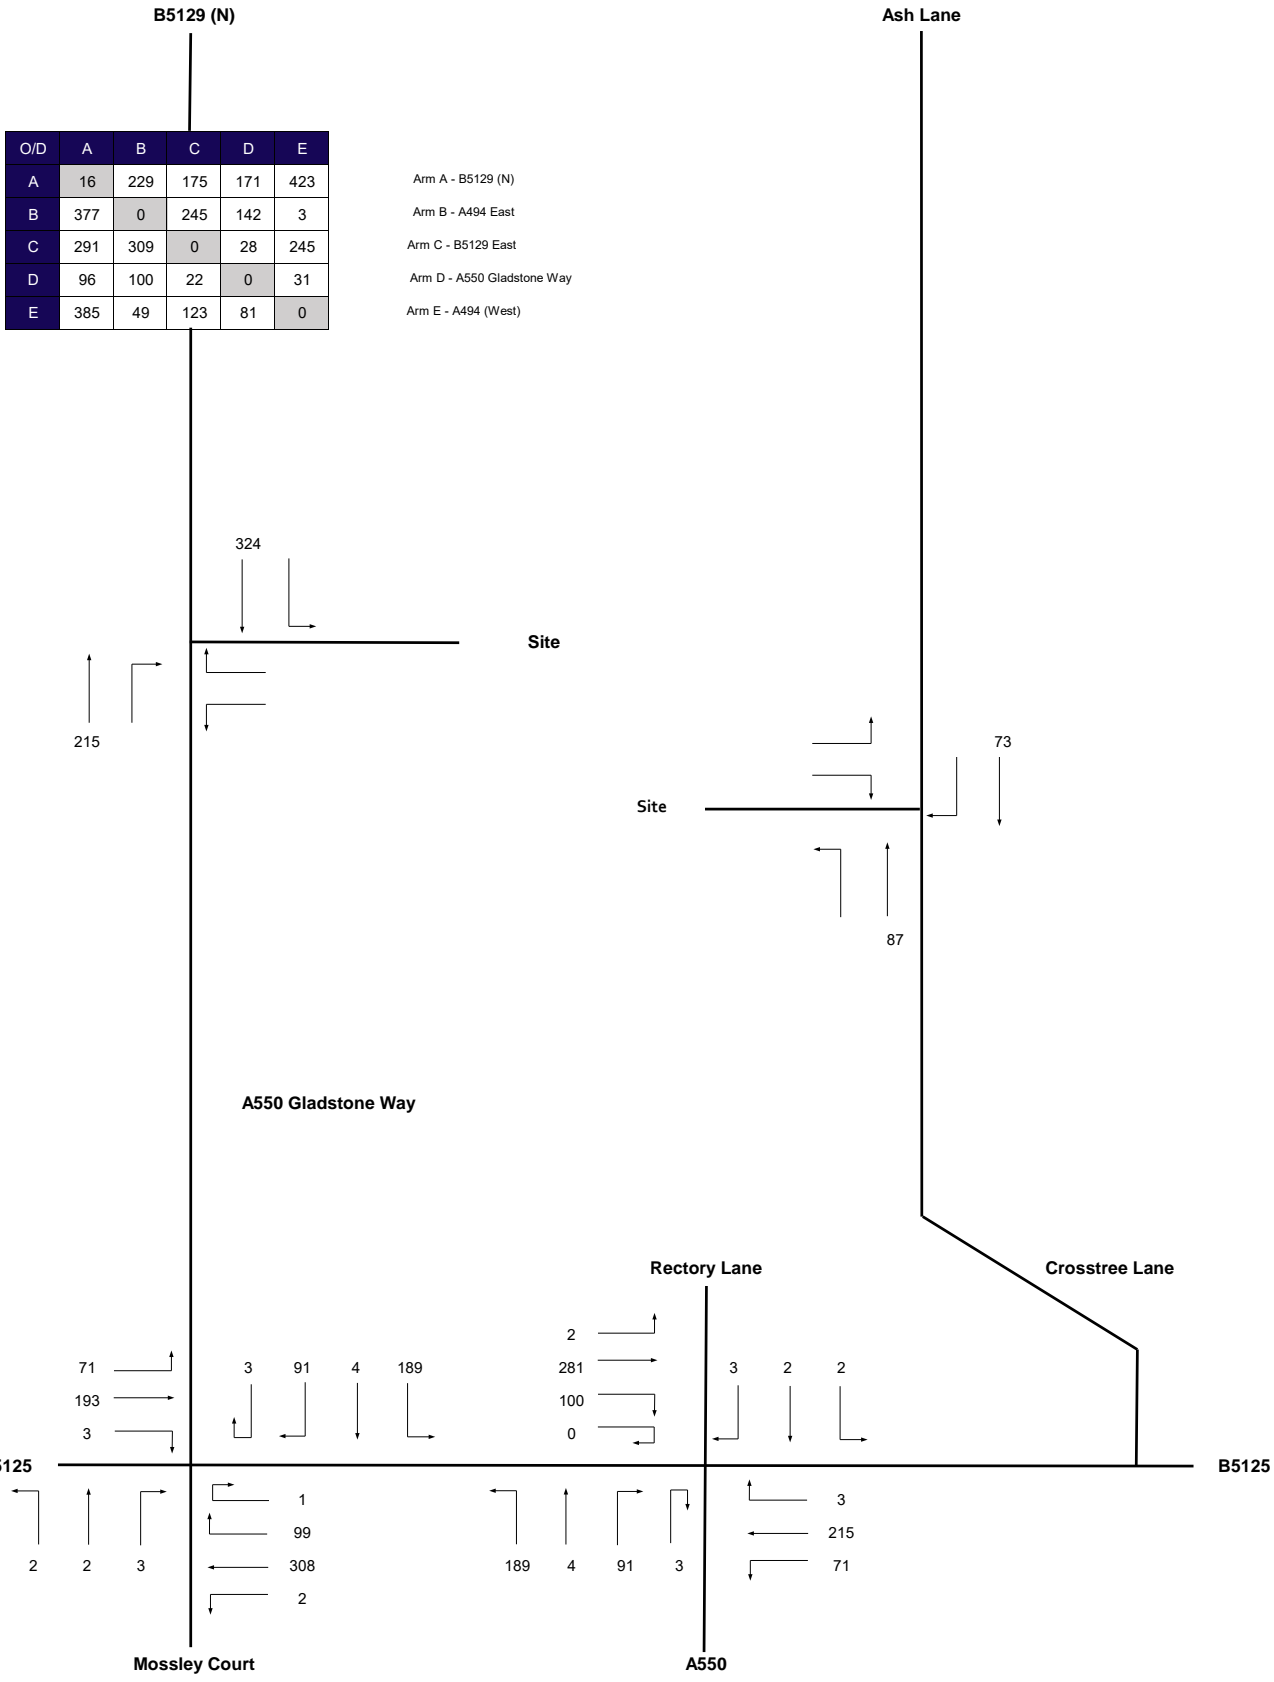 B5129 (N) Ash Lane
O/D A B C D E
A 16 229 175 171 423 Arm A - B5129 (N)
B 377 0 245 142 3 Arm B - A494 East
C 291 309 0 28 245 Arm C - B5129 East
D 96 100 22 0 31 Arm D - A550 Gladstone Way
E 385 49 123 81 0 Arm E - A494 (West)
324
Site
215 73
Site
87
A550 Gladstone Way
Rectory Lane Crosstree Lane
2
71 3 91 4 189 281 3 2 2
193 100
3 0
5125 B5125
1 3
99 215
2 2 3 308 189 4 91 3 71
2
Mossley Court A550